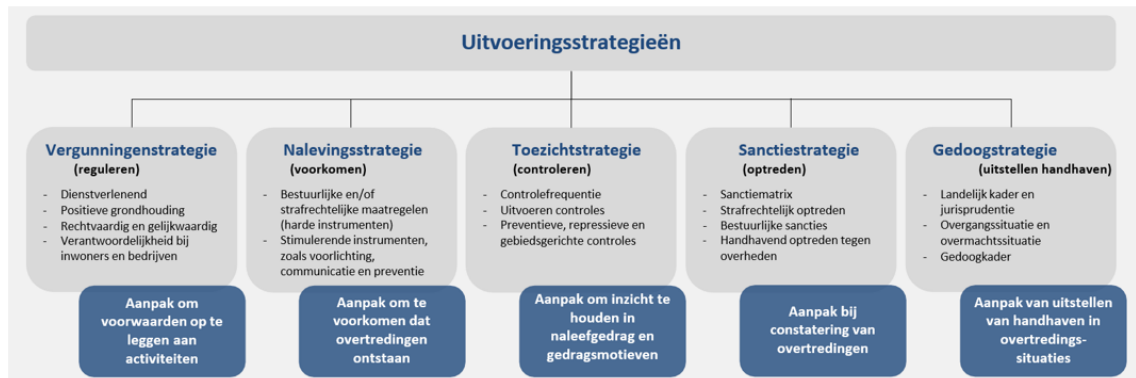 Uitvoeringsstrategieën
Vergunningenstrategie
(reguleren)
- Dienstverlenend
- Positieve grondhouding
- Rechtvaardig en gelijkwaardig
- Verantwoordelijkheid bij
inwoners en bedrijven
Aanpak om
voorwaarden op te
leggen aan
activiteiten
Nalevingsstrategie
(voorkomen)
- Bestuurlijke en/of
strafrechtelijke maatregelen
(harde instrumenten)
- Stimulerende instrumenten,
zoals voorlichting,
communicatie en preventie
Aanpak om te
voorkomen dat
overtredingen
ontstaan
Toezichtstrategie
(controleren)
- Controlefrequentie
- Uitvoeren controles
- Preventieve, repressieve en
gebiedsgerichte controles
Aanpak om inzicht te
houden in
naleefgedrag en
gedragsmotieven
Sanctiestrategie
(optreden)
- Sanctiematrix
- Strafrechtelijk optreden
- Bestuurlijke sancties
- Handhavend optreden tegen
overheden
Aanpak bij
constatering van
overtredingen
Gedoogstrategie
(uitstellen handhaven)
- Landelijk kader en
jurisprudentie
- Overgangssituatie en
overmachtssituatie
- Gedoogkader
Aanpak van uitstellen
van handhaven in
overtredings-
situaties